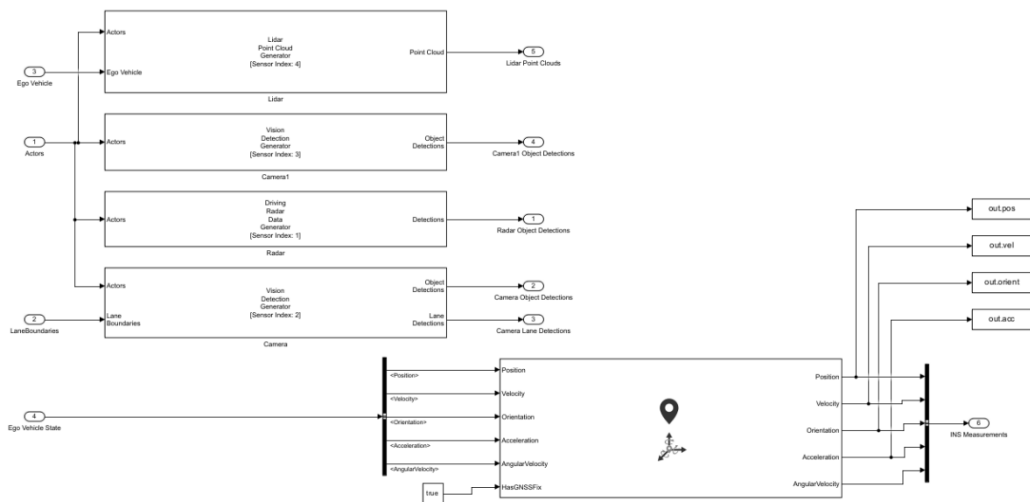 Actors
Ego Vehicle
Lidar
Point Cloud
Generator
[Sensor Index: 4]
Point Cloud
Lidar
3
Ego Vehicle
5
Lidar Point Clouds
1
Actors
Actors
Vision
Detection
Generator
[Sensor Index: 3]
Object
Detections
Camera1
4
Camera1 Object Detections
Actors
Driving
Radar
Data
Generator
[Sensor Index: 1]
Detections
Radar
1
Radar Object Detections
Actors
Lane
Boundaries
Vision
Detection
Generator
[Sensor Index: 2]
Object
Detections
Lane
Detections
Camera
2
LaneBoundaries
2
Camera Object Detections
3
Camera Lane Detections
out.pos
out.vel
out.orient
out.acc
4
Ego Vehicle State
<Position>
<Velocity>
<Orientation>
<Acceleration>
<AngularVelocity>
true
Position
Velocity
Orientation
Acceleration
AngularVelocity
HasGNSSFix
Position
Velocity
Orientation
Acceleration
AngularVelocity
6
INS Measurements